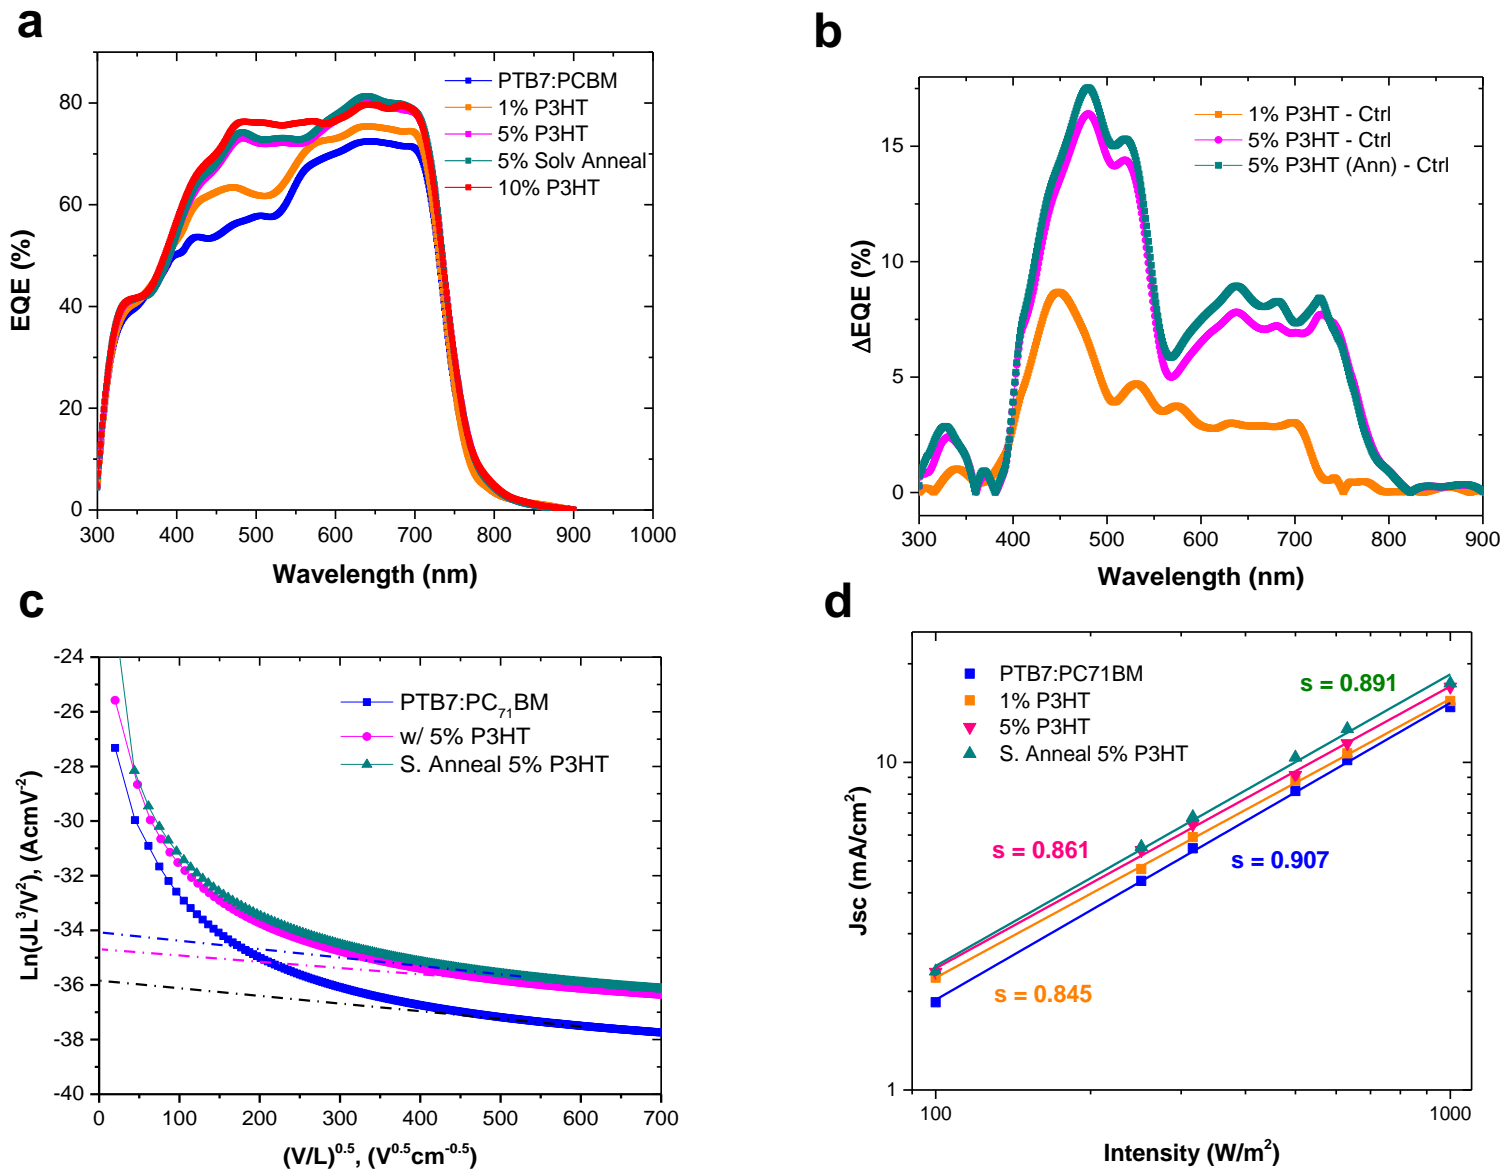 a
EQE (%)
80
60
40
20
0
300 400 500 600 700 800 900 1000
Wavelength (nm)
PTB7:PCBM
1% P3HT
5% P3HT
5% Solv Anneal
10% P3HT
b
ΔEQE (%)
15
10
5
0
300 400 500 600 700 800 900
Wavelength (nm)
1% P3HT - Ctrl
5% P3HT - Ctrl
5% P3HT (Ann) - Ctrl
c
Ln(JL³/V²), (AcmV⁻²)
-24
-26
-28
-30
-32
-34
-36
-38
-40
0 100 200 300 400 500 600 700
(V/L)⁰·⁵, (V⁰·⁵cm⁻⁰·⁵)
PTB7:PC₇₁BM
w/ 5% P3HT
S. Anneal 5% P3HT
d
Jsc (mA/cm²)
10
1
100 1000
Intensity (W/m²)
PTB7:PC71BM
1% P3HT
5% P3HT
S. Anneal 5% P3HT
s = 0.891
s = 0.861
s = 0.907
s = 0.845